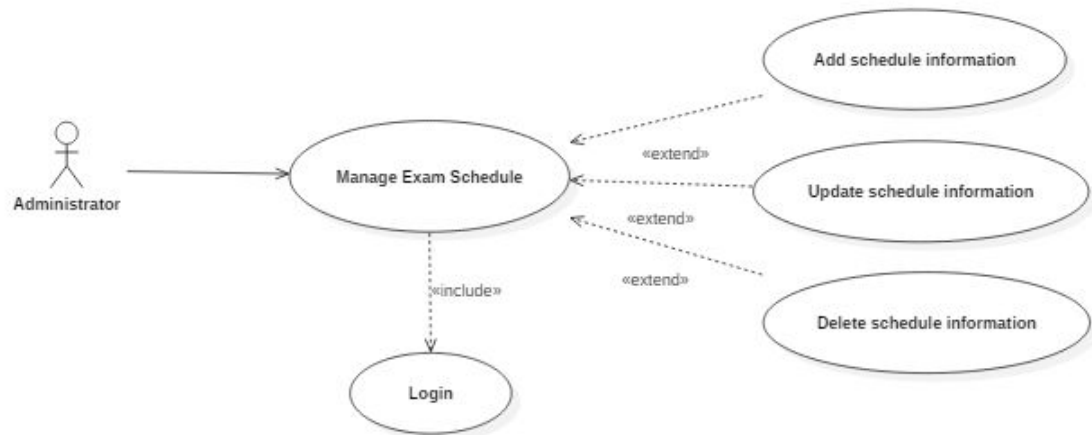 Add schedule information
«extend»
Administrator
Manage Exam Schedule
Update schedule information
«extend»
«extend»
«include»
Delete schedule information
Login